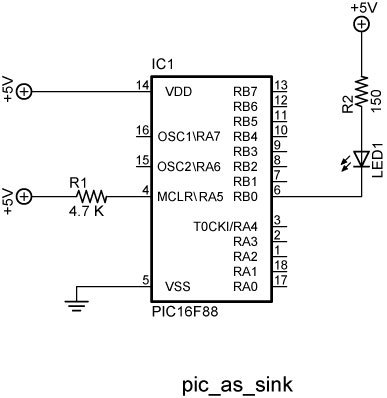 +5V
IC1
+5V
14
VDD
RB7
13
RB6
12
RB5
11
16
OSC1\RA7
RB4
10
RB3
9
15
OSC2\RA6
RB2
8
RB1
7
R1
4.7 K
+5V
4
MCLR\RA5
RB0
6
R2
150
LED1
T0CKI/RA4
3
RA3
2
RA2
1
RA1
18
5
VSS
RA0
17
PIC16F88
pic_as_sink